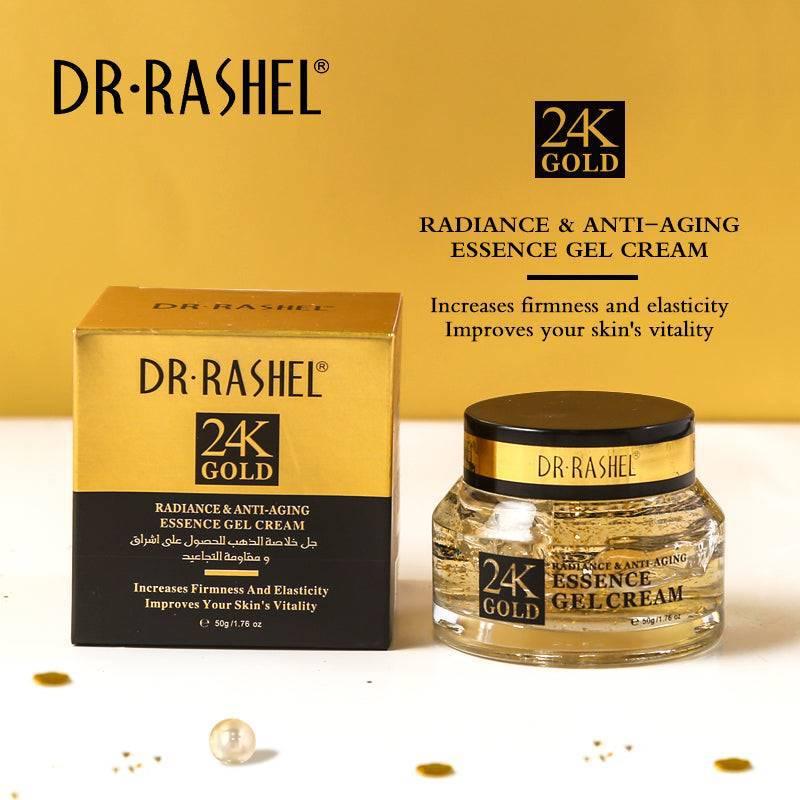 DR·RASHEL®
24K
GOLD
RADIANCE & ANTI-AGING
ESSENCE GEL CREAM
Increases firmness and elasticity
Improves your skin's vitality
DR·RASHEL
DR·RASHEL®
24K
GOLD
RADIANCE & ANTI-AGING
ESSENCE GEL CREAM
جل خلاصة الذهب للحصول على اشراق
و مقاومة التجاعيد
Increases Firmness And Elasticity
Improves Your Skin's Vitality
℮ 50g/1.76 oz
DR·RASHEL®
24K
GOLD
RADIANCE & ANTI-AGING
ESSENCE
GEL CREAM
℮ 50g/1.76 oz